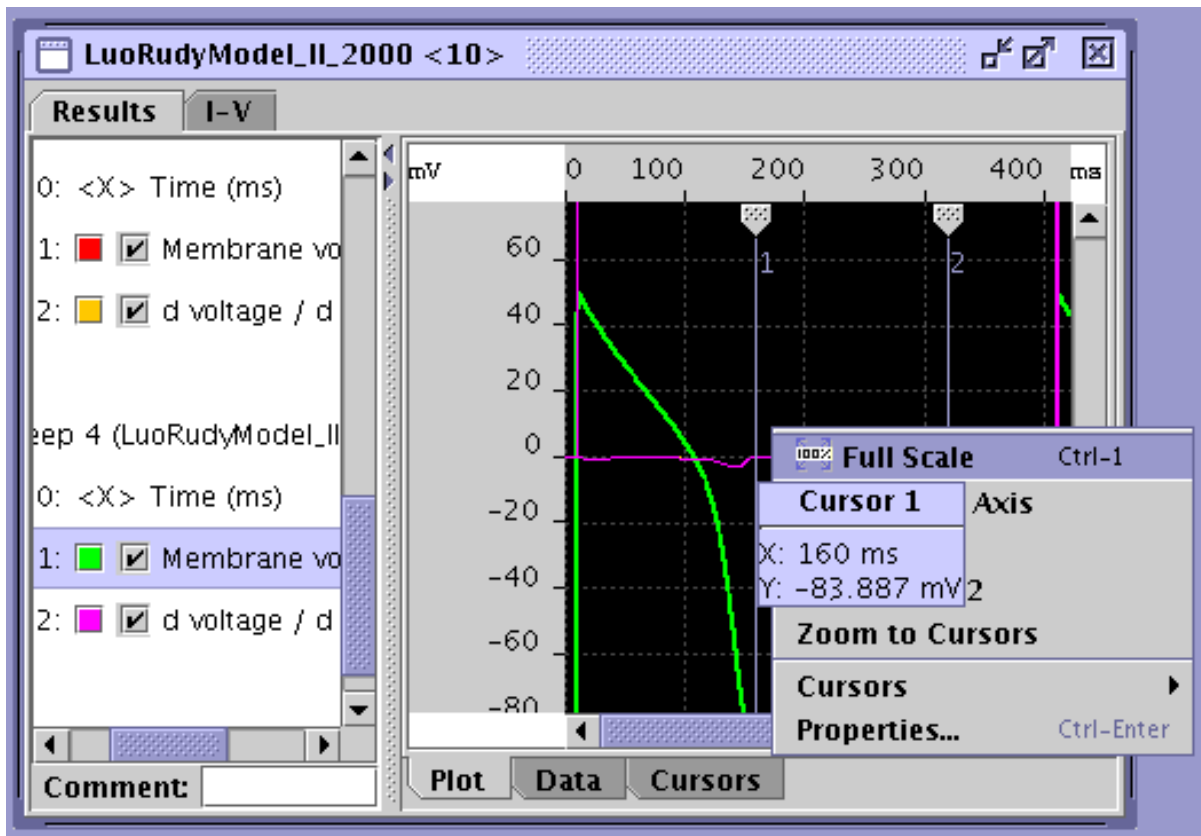 LuoRudyModel_II_2000 <10>
Results
I-V
0: <X> Time (ms)
1: Membrane vo
2: d voltage / d
eep 4 (LuoRudyModel_II
0: <X> Time (ms)
1: Membrane vo
2: d voltage / d
Comment:
mV
0 100 200 300 400 ms
60
40
20
0
-20
-40
-60
-80
1
2
100% Full Scale Ctrl-1
Cursor 1
Axis
X: 160 ms
Y: -83.887 mV
2
Zoom to Cursors
Cursors
Properties... Ctrl-Enter
Plot Data Cursors